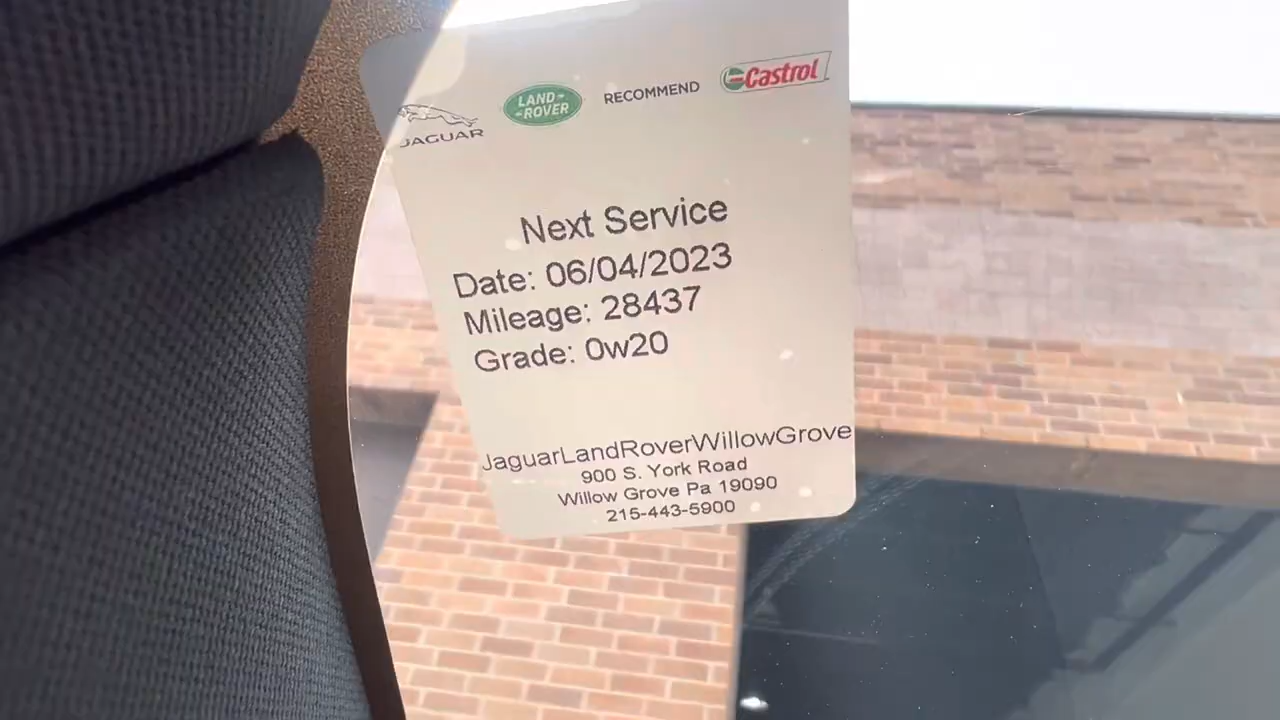 JAGUAR LAND-ROVER RECOMMEND Castrol
Next Service
Date: 06/04/2023
Mileage: 28437
Grade: 0w20
JaguarLandRoverWillowGrove
900 S. York Road
Willow Grove Pa 19090
215-443-5900